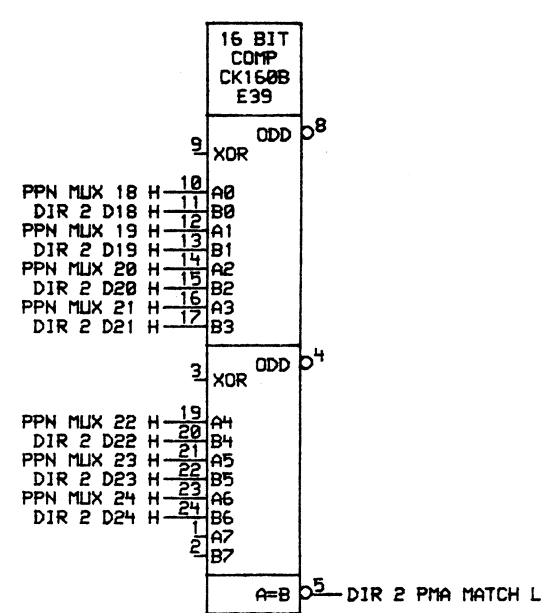 16 BIT
COMP
CK160B
E39
ODD 8
9 XOR
PPN MUX 18 H 10 A0
DIR 2 D18 H 11 B0
PPN MUX 19 H 12 A1
DIR 2 D19 H 13 B1
PPN MUX 20 H 14 A2
DIR 2 D20 H 15 B2
PPN MUX 21 H 16 A3
DIR 2 D21 H 17 B3
ODD 4
3 XOR
PPN MUX 22 H 19 A4
DIR 2 D22 H 20 B4
PPN MUX 23 H 21 A5
DIR 2 D23 H 22 B5
PPN MUX 24 H 23 A6
DIR 2 D24 H 24 B6
1 A7
2 B7
A=B 5 DIR 2 PMA MATCH L